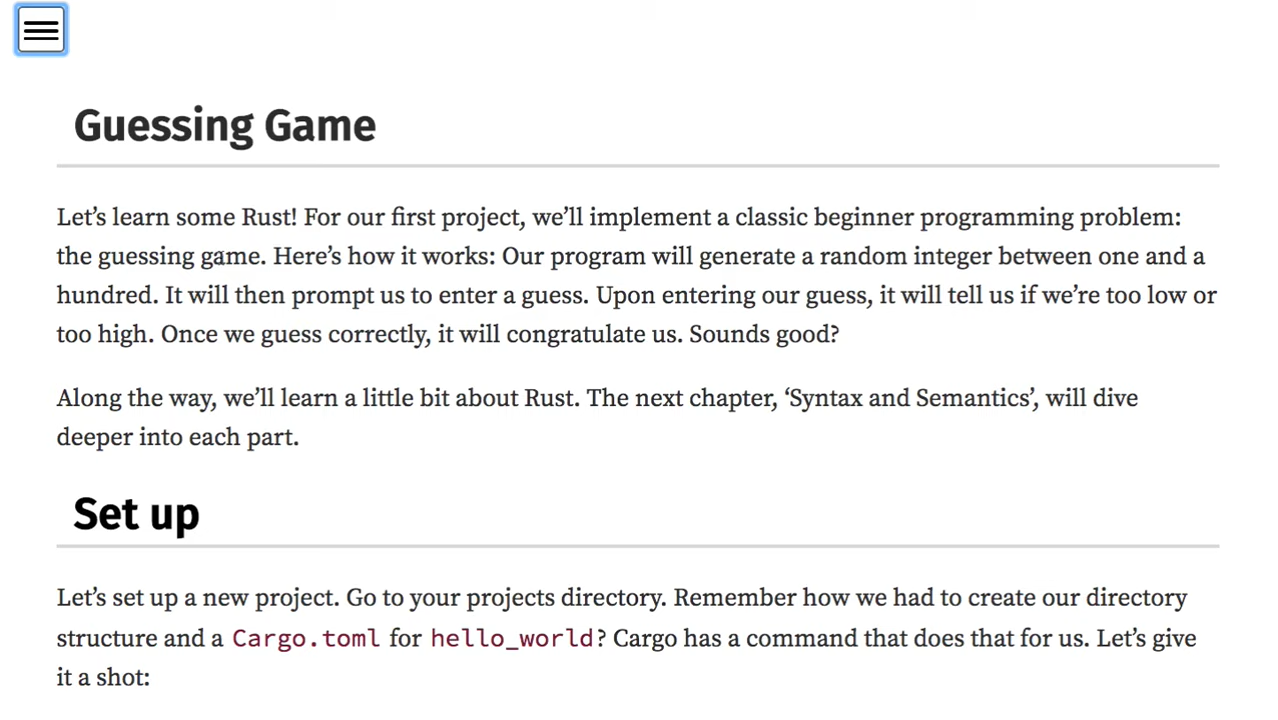 Guessing Game
Let’s learn some Rust! For our first project, we’ll implement a classic beginner programming problem:
the guessing game. Here’s how it works: Our program will generate a random integer between one and a
hundred. It will then prompt us to enter a guess. Upon entering our guess, it will tell us if we’re too low or
too high. Once we guess correctly, it will congratulate us. Sounds good?
Along the way, we’ll learn a little bit about Rust. The next chapter, ‘Syntax and Semantics’, will dive
deeper into each part.
Set up
Let’s set up a new project. Go to your projects directory. Remember how we had to create our directory
structure and a Cargo.toml for hello_world? Cargo has a command that does that for us. Let’s give
it a shot: